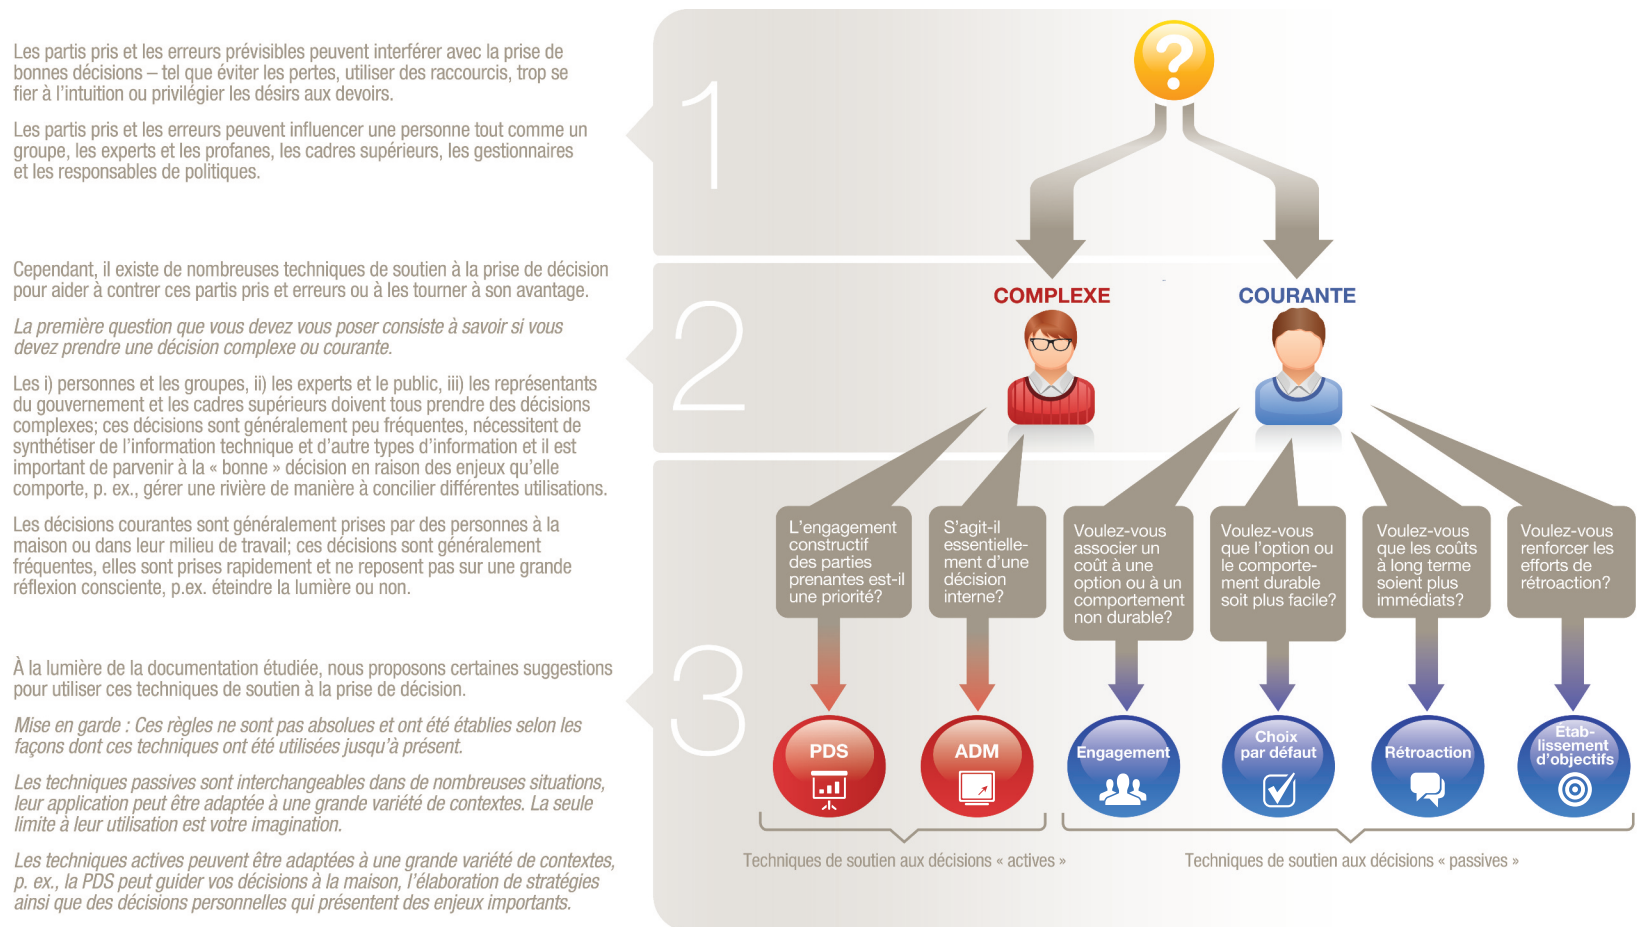 Les partis pris et les erreurs prévisibles peuvent interférer avec la prise de
bonnes décisions – tel que éviter les pertes, utiliser des raccourcis, trop se
fier à l'intuition ou privilégier les désirs aux devoirs.
Les partis pris et les erreurs peuvent influencer une personne tout comme un
groupe, les experts et les profanes, les cadres supérieurs, les gestionnaires
et les responsables de politiques.
1
?
Cependant, il existe de nombreuses techniques de soutien à la prise de décision
pour aider à contrer ces partis pris et erreurs ou à les tourner à son avantage.
La première question que vous devez vous poser consiste à savoir si vous
devez prendre une décision complexe ou courante.
Les i) personnes et les groupes, ii) les experts et le public, iii) les représentants
du gouvernement et les cadres supérieurs doivent tous prendre des décisions
complexes; ces décisions sont généralement peu fréquentes, nécessitent de
synthétiser de l'information technique et d'autre types d'information et il est
important de parvenir à la « bonne » décision en raison des enjeux qu'elle
comporte, p. ex., gérer une rivière de manière à concilier différentes utilisations.
Les décisions courantes sont généralement prises par des personnes à la
maison ou dans leur milieu de travail; ces décisions sont généralement
fréquentes, elles sont prises rapidement et ne reposent pas sur une grande
réflexion consciente, p.ex. éteindre la lumière ou non.
2
COMPLEXE
COURANTE
À la lumière de la documentation étudiée, nous proposons certaines suggestions
pour utiliser ces techniques de soutien à la prise de décision.
Mise en garde : Ces règles ne sont pas absolues et ont été établies selon les
façons dont ces techniques ont été utilisées jusqu'à présent.
Les techniques passives sont interchangeables dans de nombreuses situations,
leur application peut être adaptée à une grande variété de contextes. La seule
limite à leur utilisation est votre imagination.
Les techniques actives peuvent être adaptées à une grande variété de contextes,
p. ex., la PDS peut guider vos décisions à la maison, l'élaboration de stratégies
ainsi que des décisions personnelles qui présentent des enjeux importants.
3
L'engagement
constructif
des parties
prenantes est-il
une priorité?
S'agit-il
essentielle-
ment d'une
décision
interne?
Voulez-vous
associer un
coût à une
option ou à un
comportement
non durable?
Voulez-vous
que l'option ou
le comporte-
ment durable
soit plus facile?
Voulez-vous
que les coûts
à long terme
soient plus
immédiats?
Voulez-vous
renforcer les
efforts de
rétroaction?
PDS
ADM
Engagement
Choix
par défaut
Rétroaction
Étab-
lissement
d'objectifs
Techniques de soutien aux décisions « actives »
Techniques de soutien aux décisions « passives »